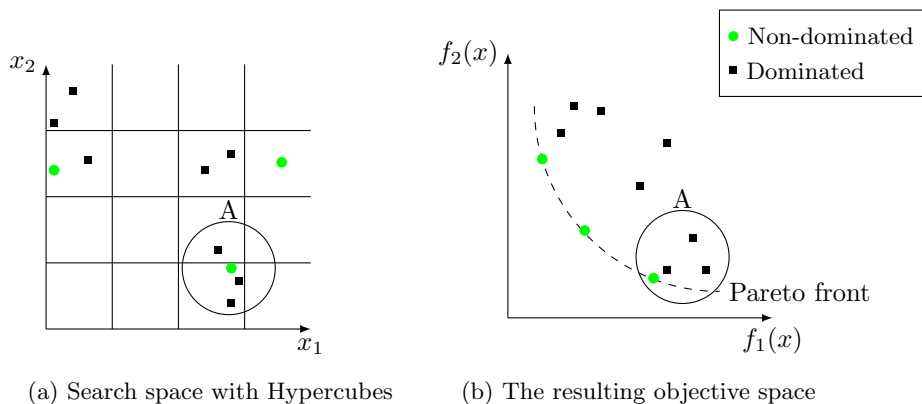 x2
A
x1
(a) Search space with Hypercubes
f2(x)
Non-dominated
Dominated
A
Pareto front
f1(x)
(b) The resulting objective space